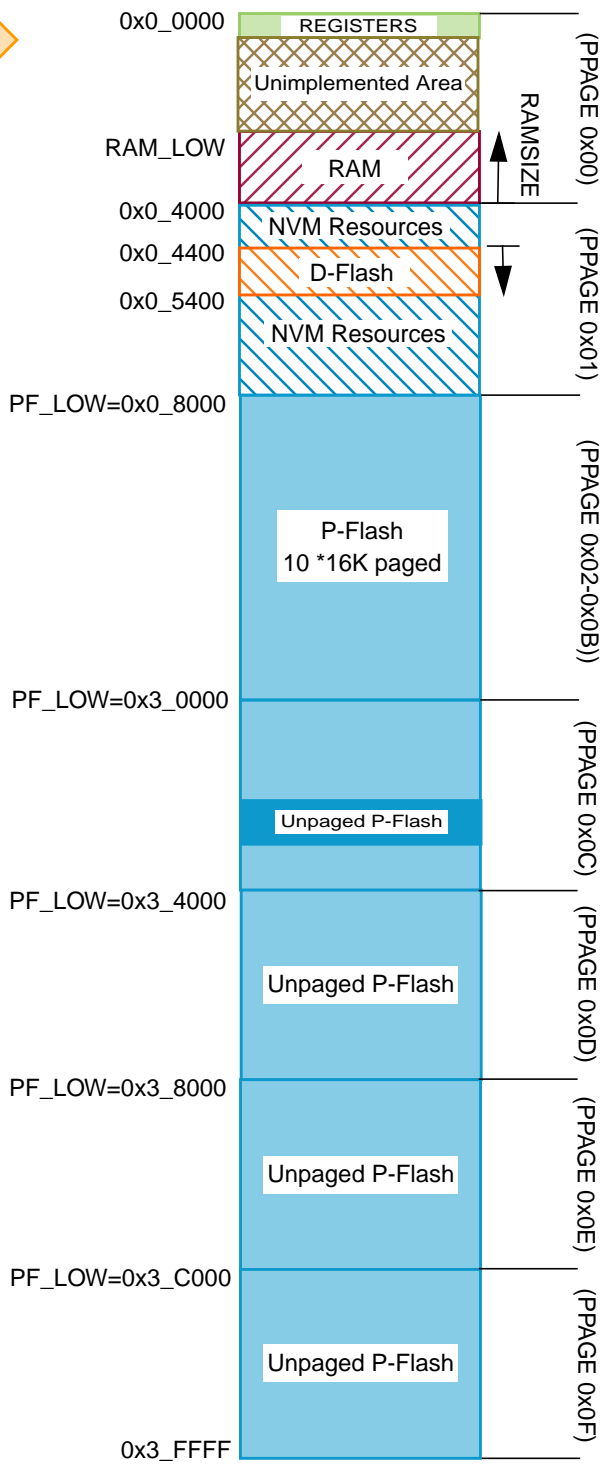 0x0_0000
REGISTERS
Unimplemented Area
(PPAGE 0x00)
RAMSIZE
RAM_LOW
RAM
0x0_4000
NVM Resources
0x0_4400
D-Flash
(PPAGE 0x01)
0x0_5400
NVM Resources
PF_LOW=0x0_8000
P-Flash
10 *16K paged
(PPAGE 0x02-0x0B))
PF_LOW=0x3_0000
Unpaged P-Flash
(PPAGE 0x0C)
PF_LOW=0x3_4000
Unpaged P-Flash
(PPAGE 0x0D)
PF_LOW=0x3_8000
Unpaged P-Flash
(PPAGE 0x0E)
PF_LOW=0x3_C000
Unpaged P-Flash
(PPAGE 0x0F)
0x3_FFFF